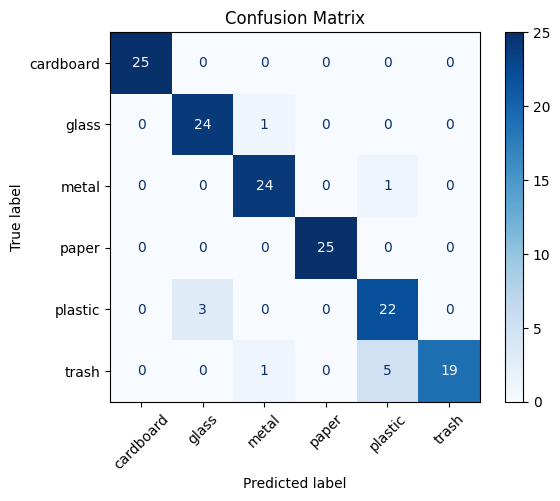 Confusion Matrix
True label
cardboard 25 0 0 0 0 0
glass 0 24 1 0 0 0
metal 0 0 24 0 1 0
paper 0 0 0 25 0 0
plastic 0 3 0 0 22 0
trash 0 0 1 0 5 19
cardboard glass metal paper plastic trash
Predicted label
25
20
15
10
5
0